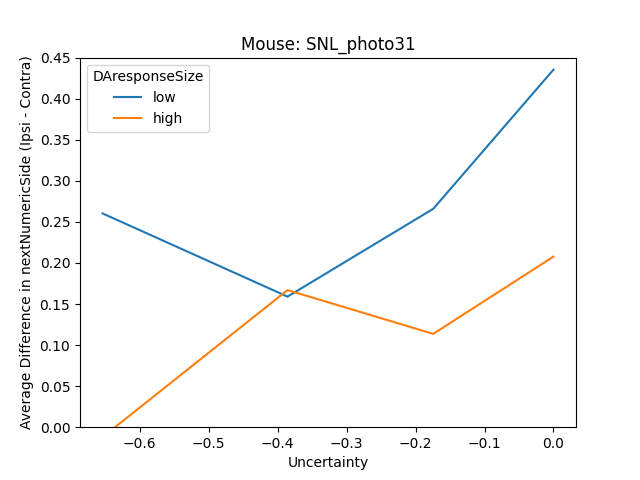 Mouse: SNL_photo31
DAresponseSize
low
high
Average Difference in nextNumericSide (Ipsi - Contra)
0.45
0.40
0.35
0.30
0.25
0.20
0.15
0.10
0.05
0.00
−0.6 −0.5 −0.4 −0.3 −0.2 −0.1 0.0
Uncertainty